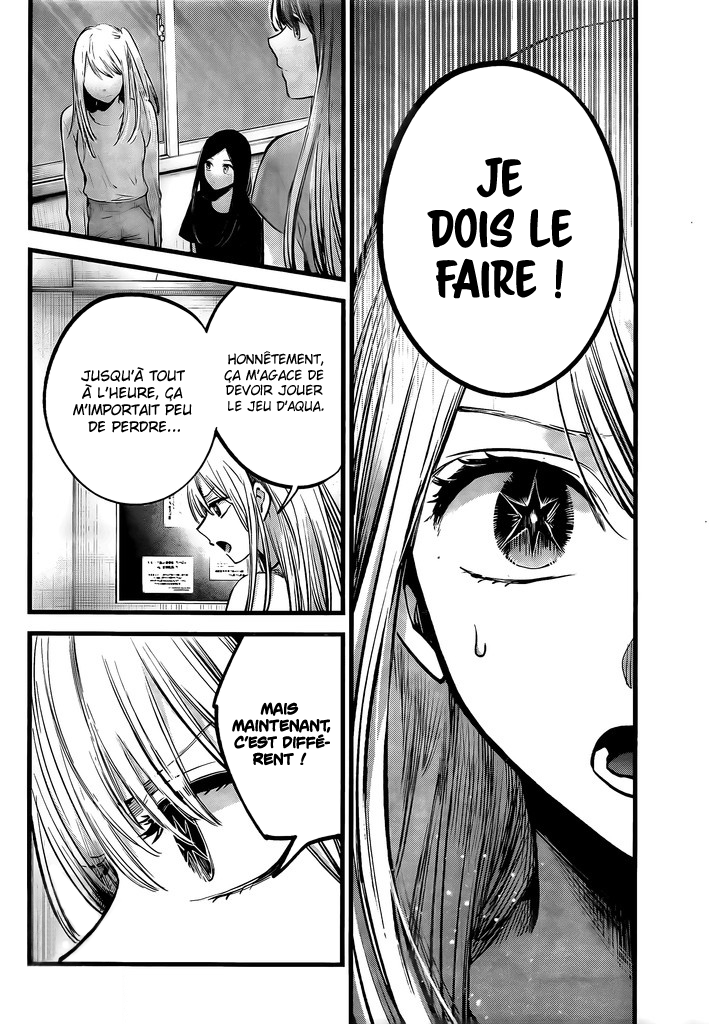 JE
DOIS LE
FAIRE !
HONNÊTEMENT,
ÇA M'AGACE DE
DEVOIR JOUER
LE JEU D'AQUA.
JUSQU'À TOUT
À L'HEURE, ÇA
M'IMPORTAIT PEU
DE PERDRE...
MAIS
MAINTENANT,
C'EST DIFFÉ-
RENT !